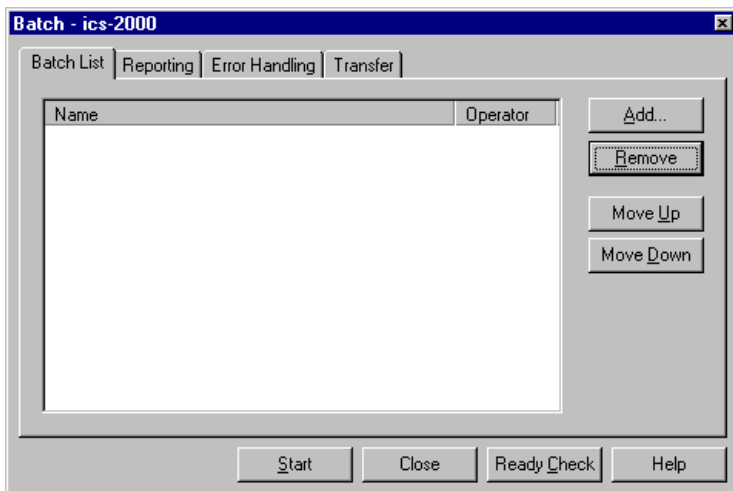 Batch - ics-2000
Batch List Reporting Error Handling Transfer
Name Operator
Add...
Remove
Move Up
Move Down
Start Close Ready Check Help